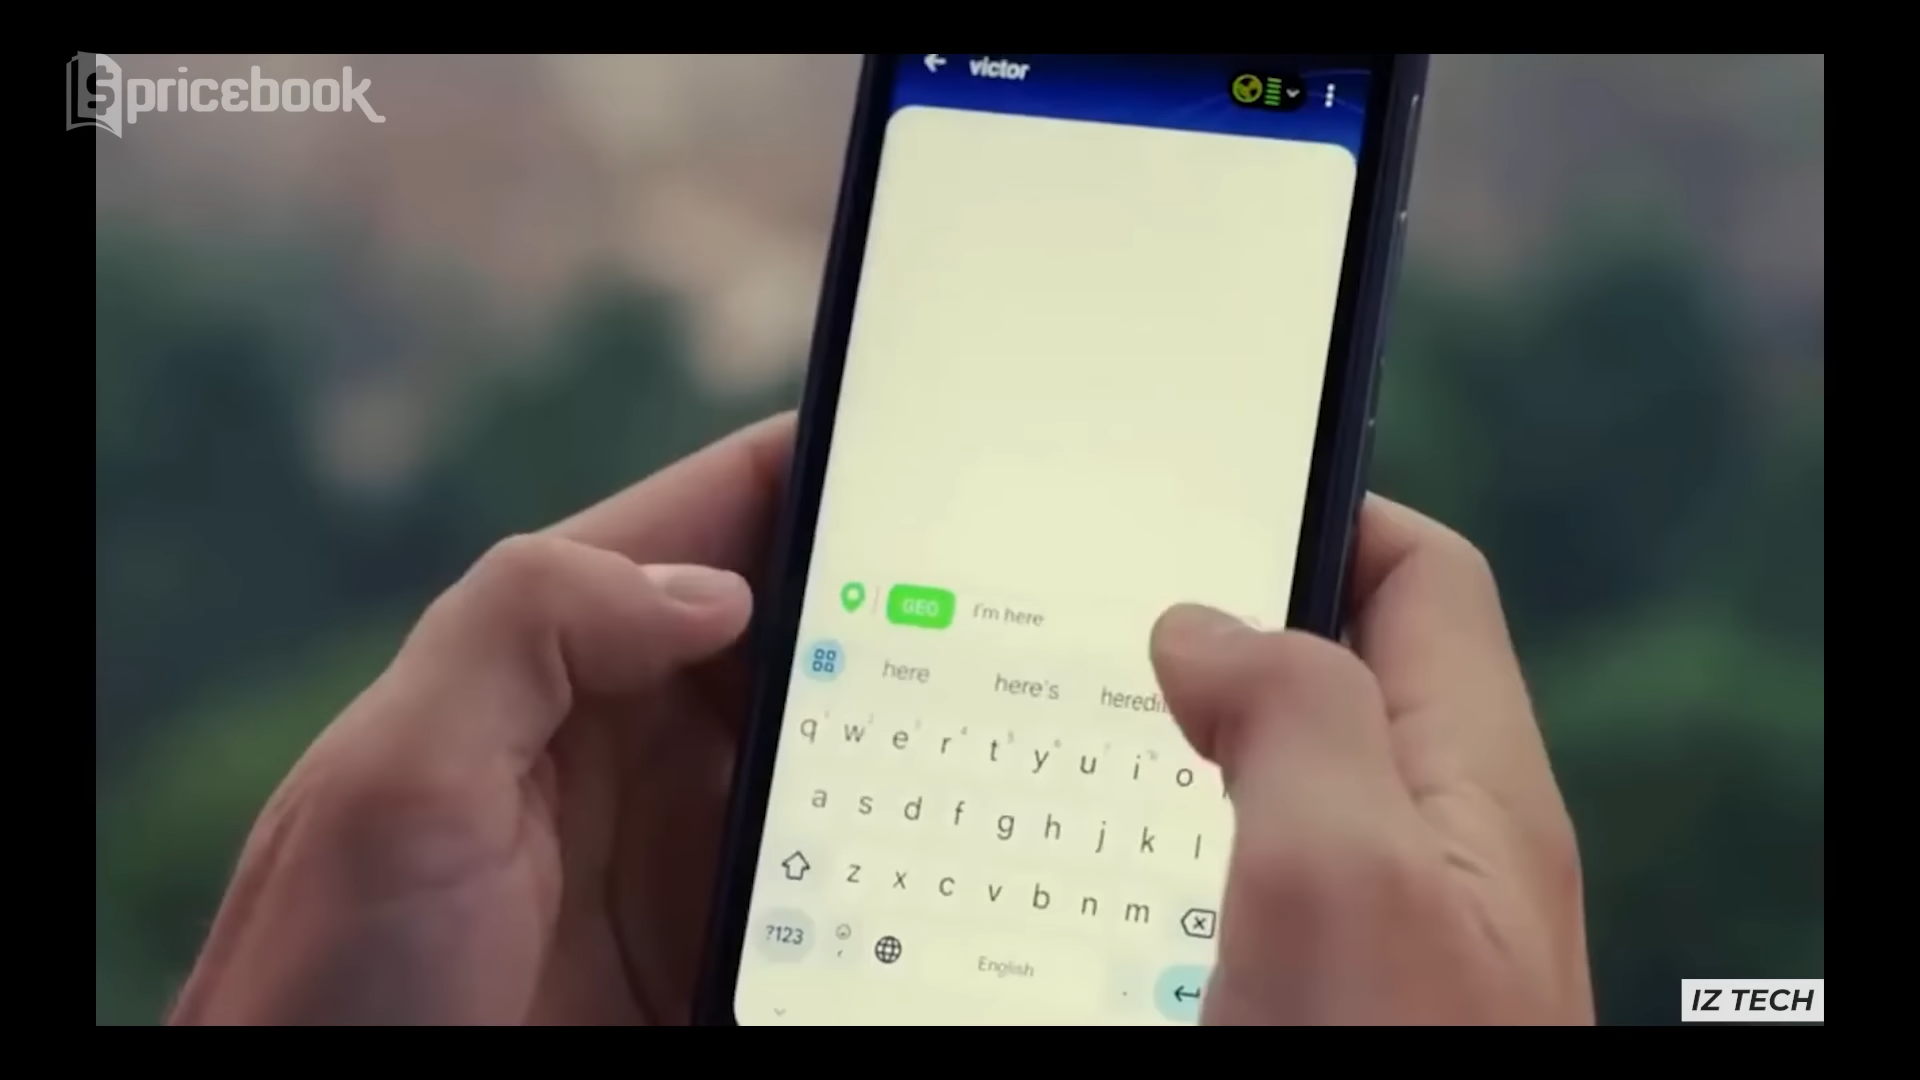 pricebook
victor
GEO I'm here
here here's
q w e r t y u i o
a s d f g h j k l
z x c v b n m
?123 English .
IZ TECH